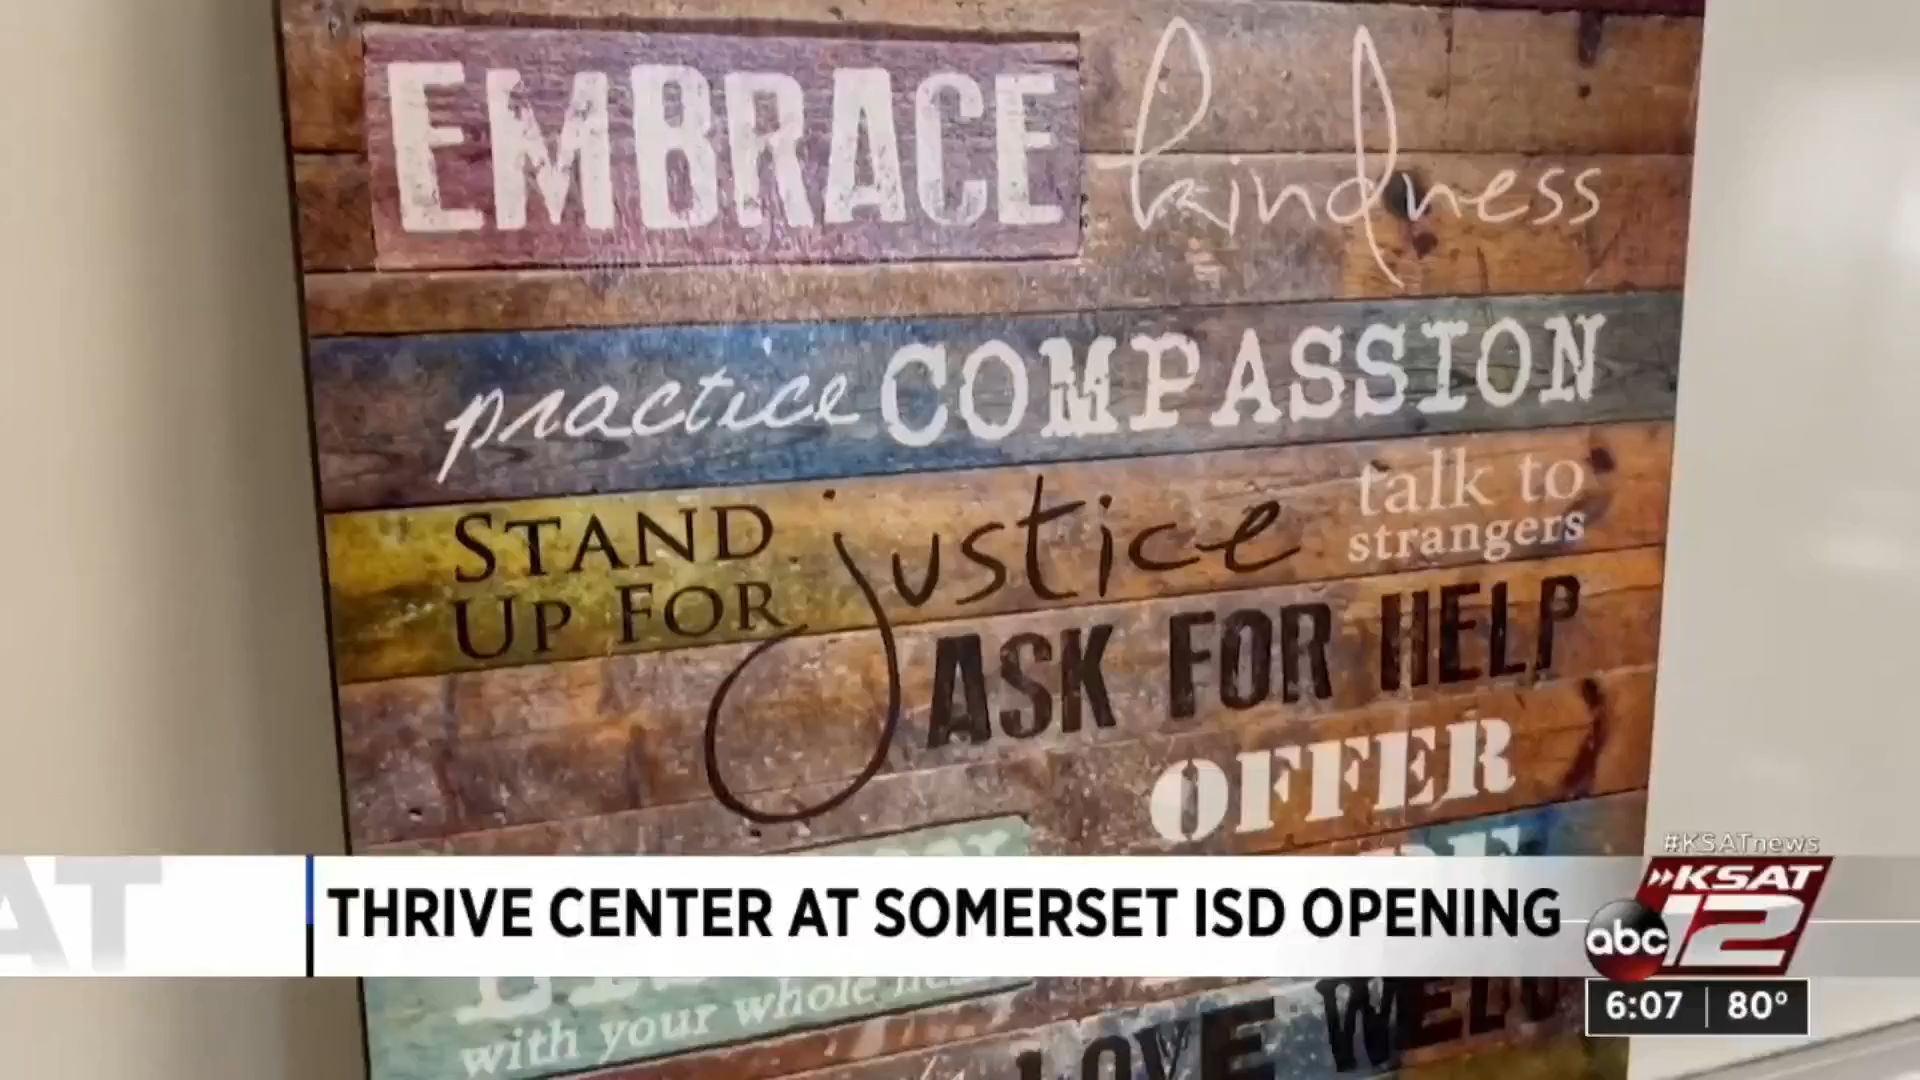 EMBRACE kindness
practice COMPASSION
STAND UP FOR justice
talk to
strangers
ASK FOR HELP
OFFER
with your whole
LOVE
#KSATnews
THRIVE CENTER AT SOMERSET ISD OPENING
KSAT
abc 12
6:07 80°